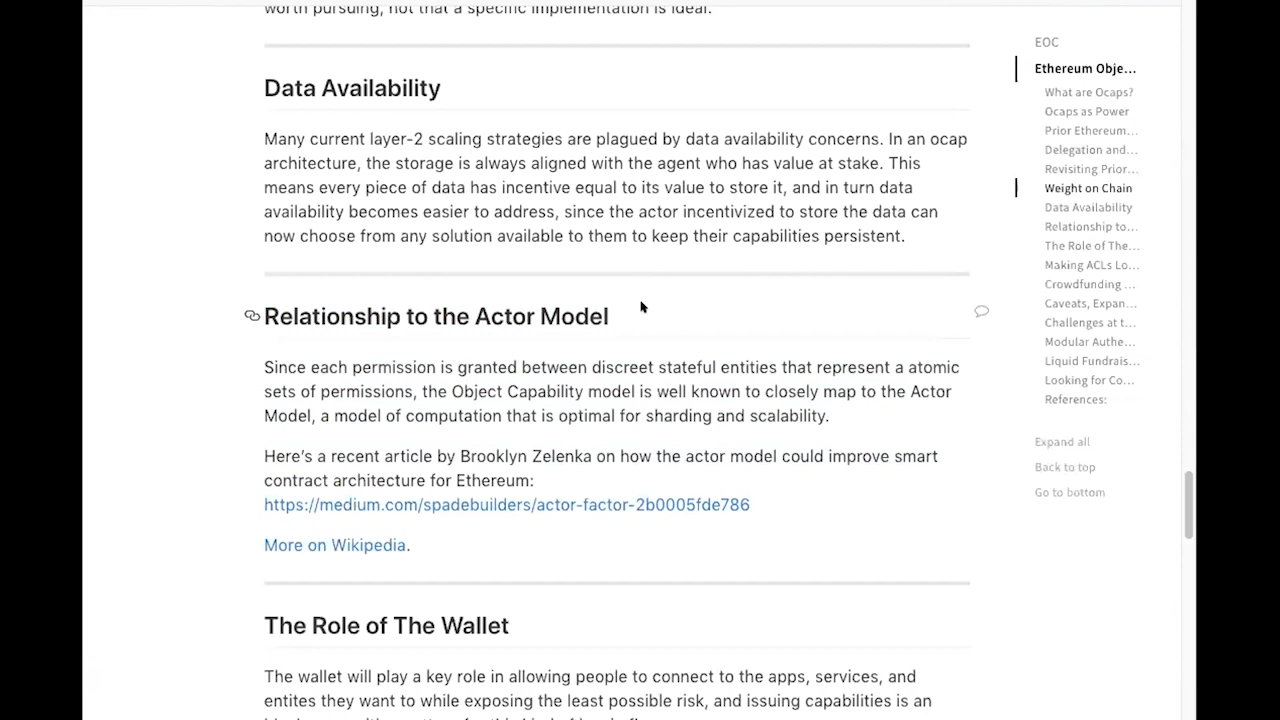 worth pursuing, not that a specific implementation is ideal.
Data Availability
Many current layer-2 scaling strategies are plagued by data availability concerns. In an ocap
architecture, the storage is always aligned with the agent who has value at stake. This
means every piece of data has incentive equal to its value to store it, and in turn data
availability becomes easier to address, since the actor incentivized to store the data can
now choose from any solution available to them to keep their capabilities persistent.
Relationship to the Actor Model
Since each permission is granted between discreet stateful entities that represent a atomic
sets of permissions, the Object Capability model is well known to closely map to the Actor
Model, a model of computation that is optimal for sharding and scalability.
Here's a recent article by Brooklyn Zelenka on how the actor model could improve smart
contract architecture for Ethereum:
https://medium.com/spadebuilders/actor-factor-2b0005fde786
More on Wikipedia.
The Role of The Wallet
The wallet will play a key role in allowing people to connect to the apps, services, and
entites they want to while exposing the least possible risk, and issuing capabilities is an
EOC
Ethereum Obje...
What are Ocaps?
Ocaps as Power
Prior Ethereum...
Delegation and...
Revisiting Prior...
Weight on Chain
Data Availability
Relationship to...
The Role of The...
Making ACLs Lo...
Crowdfunding ...
Caveats, Expan...
Challenges at t...
Modular Authe...
Liquid Fundrais...
Looking for Co...
References:
Expand all
Back to top
Go to bottom